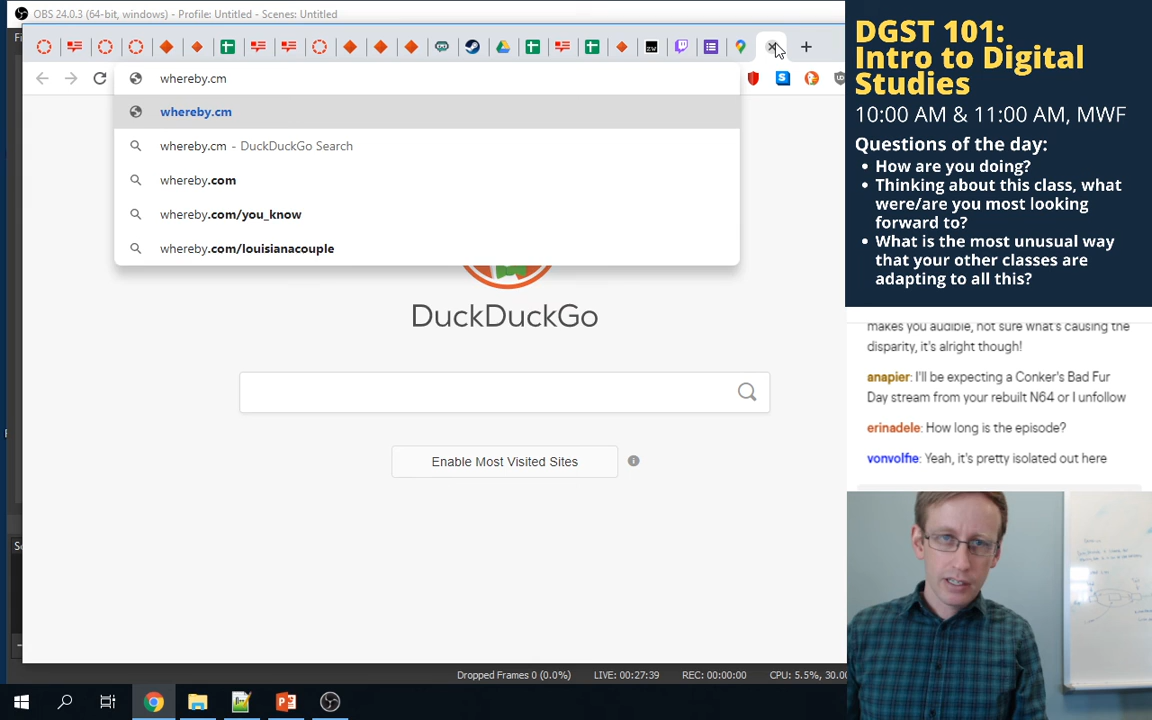 OBS 24.0.3 (64-bit, windows) - Profile: Untitled - Scenes: Untitled
whereby.cm
whereby.cm
whereby.cm - DuckDuckGo Search
whereby.com
whereby.com/you_know
whereby.com/louisianacouple
DuckDuckGo
Enable Most Visited Sites
Dropped Frames 0 (0.0%)
LIVE: 00:27:39
REC: 00:00:00
CPU: 5.5%, 30.00
DGST 101:
Intro to Digital
Studies
10:00 AM & 11:00 AM, MWF
Questions of the day:
• How are you doing?
• Thinking about this class, what
were/are you most looking
forward to?
• What is the most unusual way
that your other classes are
adapting to all this?
makes you audible, not sure what's causing the
disparity, it's alright though!
anapier: I'll be expecting a Conker's Bad Fur
Day stream from your rebuilt N64 or I unfollow
erinadele: How long is the episode?
vonvolfie: Yeah, it's pretty isolated out here